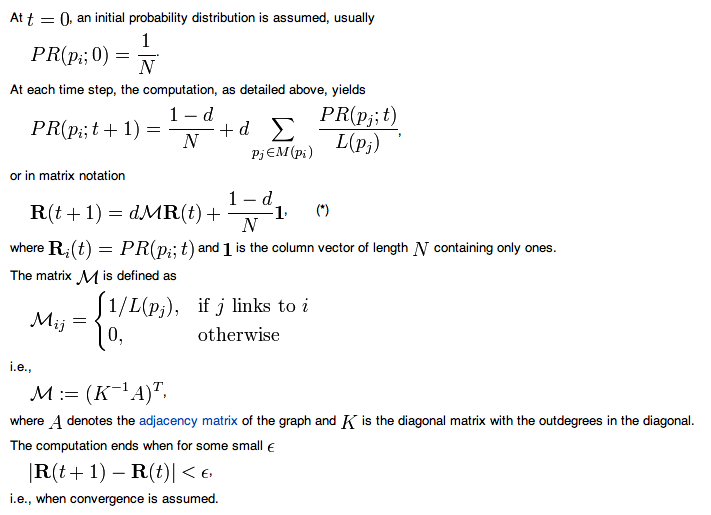 At t = 0, an initial probability distribution is assumed, usually
PR(p_i; 0) = \frac{1}{N}.
At each time step, the computation, as detailed above, yields
PR(p_i; t + 1) = \frac{1 - d}{N} + d \sum_{p_j \in M(p_i)} \frac{PR(p_j; t)}{L(p_j)},
or in matrix notation
\mathbf{R}(t + 1) = d\mathcal{M}\mathbf{R}(t) + \frac{1 - d}{N}\mathbf{1}, (*)
where \mathbf{R}_i(t) = PR(p_i; t) and \mathbf{1} is the column vector of length N containing only ones.
The matrix \mathcal{M} is defined as
\mathcal{M}_{ij} = \begin{cases} 1/L(p_j), & \text{if } j \text{ links to } i \\ 0, & \text{otherwise} \end{cases}
i.e.,
\mathcal{M} := (K^{-1}A)^T,
where A denotes the adjacency matrix of the graph and K is the diagonal matrix with the outdegrees in the diagonal.
The computation ends when for some small \epsilon
|\mathbf{R}(t + 1) - \mathbf{R}(t)| < \epsilon,
i.e., when convergence is assumed.